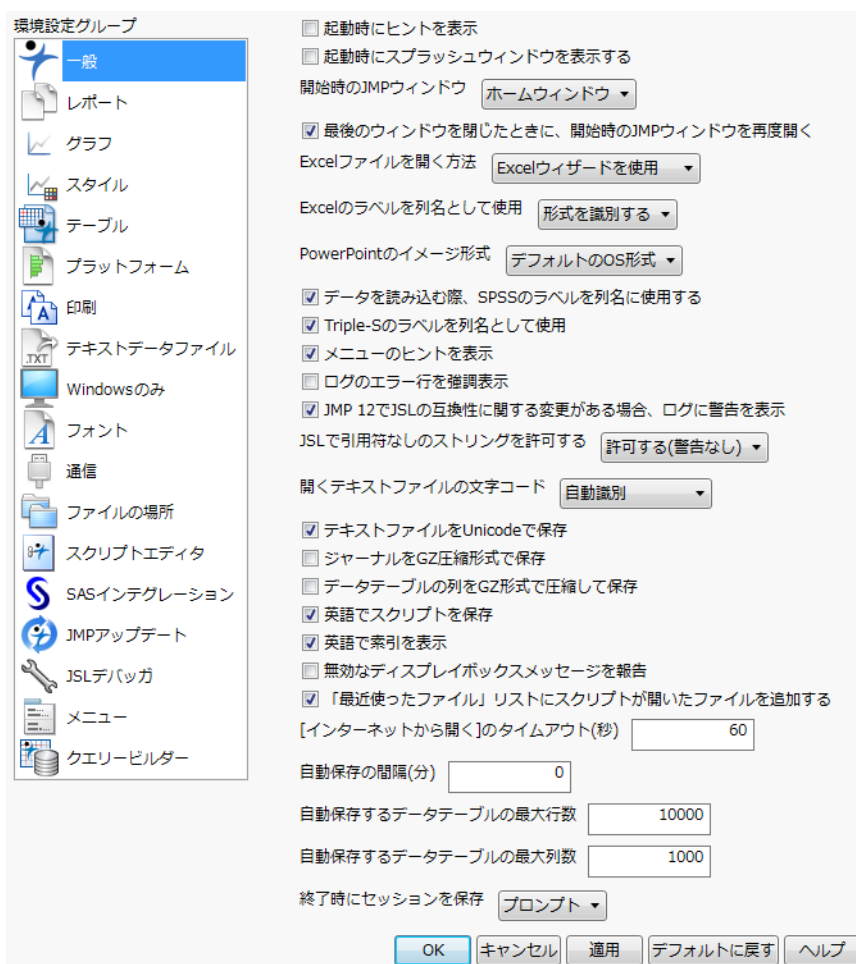 環境設定グループ
一般
レポート
グラフ
スタイル
テーブル
プラットフォーム
印刷
.TXT
テキストデータファイル
Windowsのみ
フォント
通信
ファイルの場所
スクリプトエディタ
SASインテグレーション
JMPアップデート
JSLデバッガ
メニュー
クエリービルダー
起動時にヒントを表示
起動時にスプラッシュウィンドウを表示する
開始時のJMPウィンドウ ホームウィンドウ
最後のウィンドウを閉じたときに、開始時のJMPウィンドウを再度開く
Excelファイルを開く方法 Excelウィザードを使用
Excelのラベルを列名として使用 形式を識別する
PowerPointのイメージ形式 デフォルトのOS形式
データを読み込む際、SPSSのラベルを列名に使用する
Triple-Sのラベルを列名として使用
メニューのヒントを表示
ログのエラー行を強調表示
JMP 12でJSLの互換性に関する変更がある場合、ログに警告を表示
JSLで引用符なしのストリングを許可する 許可する(警告なし)
開くテキストファイルの文字コード 自動識別
テキストファイルをUnicodeで保存
ジャーナルをGZ圧縮形式で保存
データテーブルの列をGZ形式で圧縮して保存
英語でスクリプトを保存
英語で索引を表示
無効なディスプレイボックスメッセージを報告
「最近使ったファイル」リストにスクリプトが開いたファイルを追加する
[インターネットから開く]のタイムアウト(秒) 60
自動保存の間隔(分) 0
自動保存するデータテーブルの最大行数 10000
自動保存するデータテーブルの最大列数 1000
終了時にセッションを保存 プロンプト
OK キャンセル 適用 デフォルトに戻す ヘルプ